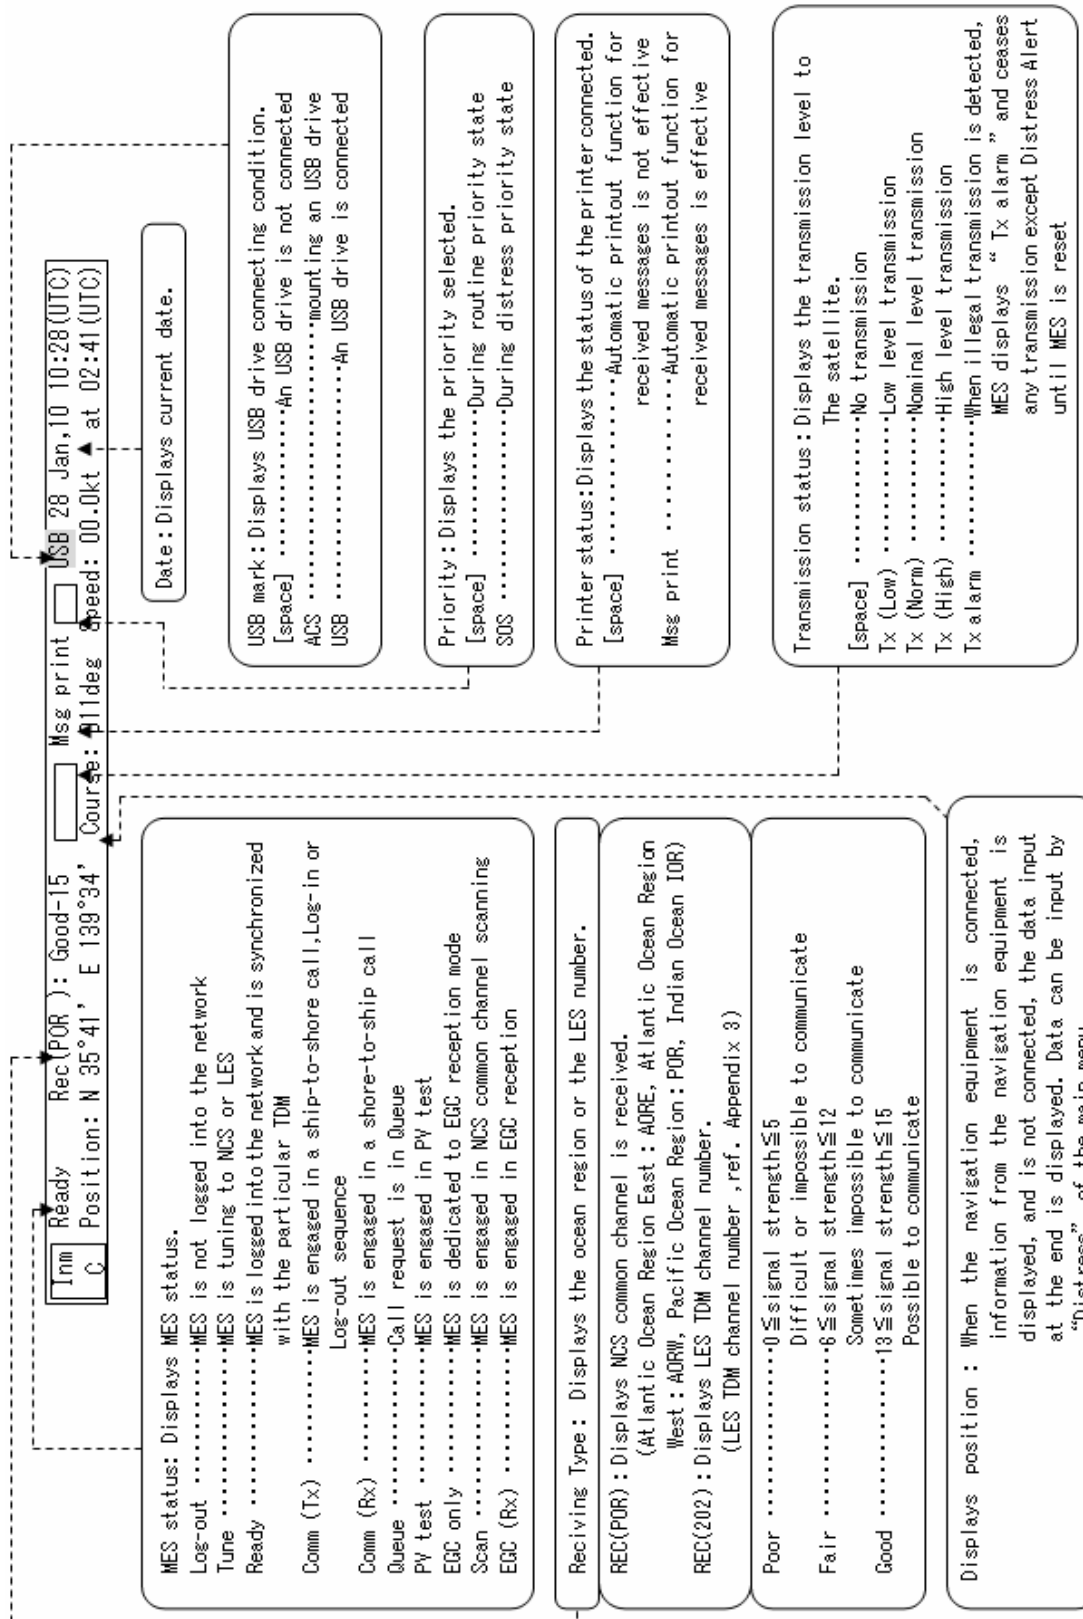 Inm
C
Ready Rec(POR ): Good-15 Msg print USB 28 Jan,10 10:28(UTC)
Position: N 35°41' E 139°34' Course: 011deg Speed: 00.0kt at 02:41(UTC)
MES status: Displays MES status.
Log-out ············MES is not logged into the network
Tune ···············MES is tuning to NCS or LES
Ready ··············MES is logged into the network and is synchronized
with the particular TDM
Comm (Tx) ··········MES is engaged in a ship-to-shore call,Log-in or
Log-out sequence
Comm (Rx) ··········MES is engaged in a shore-to-ship call
Queue ··············Call request is in Queue
PV test ············MES is engaged in PV test
EGC only ···········MES is dedicated to EGC reception mode
Scan ···············MES is engaged in NCS common channel scanning
EGC (Rx) ···········MES is engaged in EGC reception
Reciving Type: Displays the ocean region or the LES number.
REC(POR) :Displays NCS common channel is received.
(Atlantic Ocean Region East : AORE, Atlantic Ocean Region
West : AORW, Pacific Ocean Region: POR, Indian Ocean IOR)
REC(202) :Displays LES TDM channel number.
(LES TDM channel number ,ref. Appendix 3)
Poor ···············0≦signal strength≦5
Difficult or impossible to communicate
Fair ···············6≦signal strength≦12
Sometimes impossible to communicate
Good ···············13≦signal strength≦15
Possible to communicate
Displays position : When the navigation equipment is connected,
information from the navigation equipment is
displayed, and is not connected, the data input
at the end is displayed. Data can be input by
"Distress" of the main menu
Date:Displays current date.
USB mark:Displays USB drive connecting condition.
[space] ············An USB drive is not connected
ACS ················mounting an USB drive
USB ················An USB drive is connected
Priority:Displays the priority selected.
[space] ············During routine priority state
SOS ················During distress priority state
Printer status:Displays the status of the printer connected.
[space] ············Automatic printout function for
received messages is not effective
Msg print ··········Automatic printout function for
received messages is effective
Transmission status:Displays the transmission level to
The satellite.
[space] ············No transmission
Tx (Low) ···········Low level transmission
Tx (Norm) ··········Nominal level transmission
Tx (High) ··········High level transmission
Tx alarm ···········When illegal transmission is detected,
MES displays “ Tx alarm ” and ceases
any transmission except Distress Alert
until MES is reset